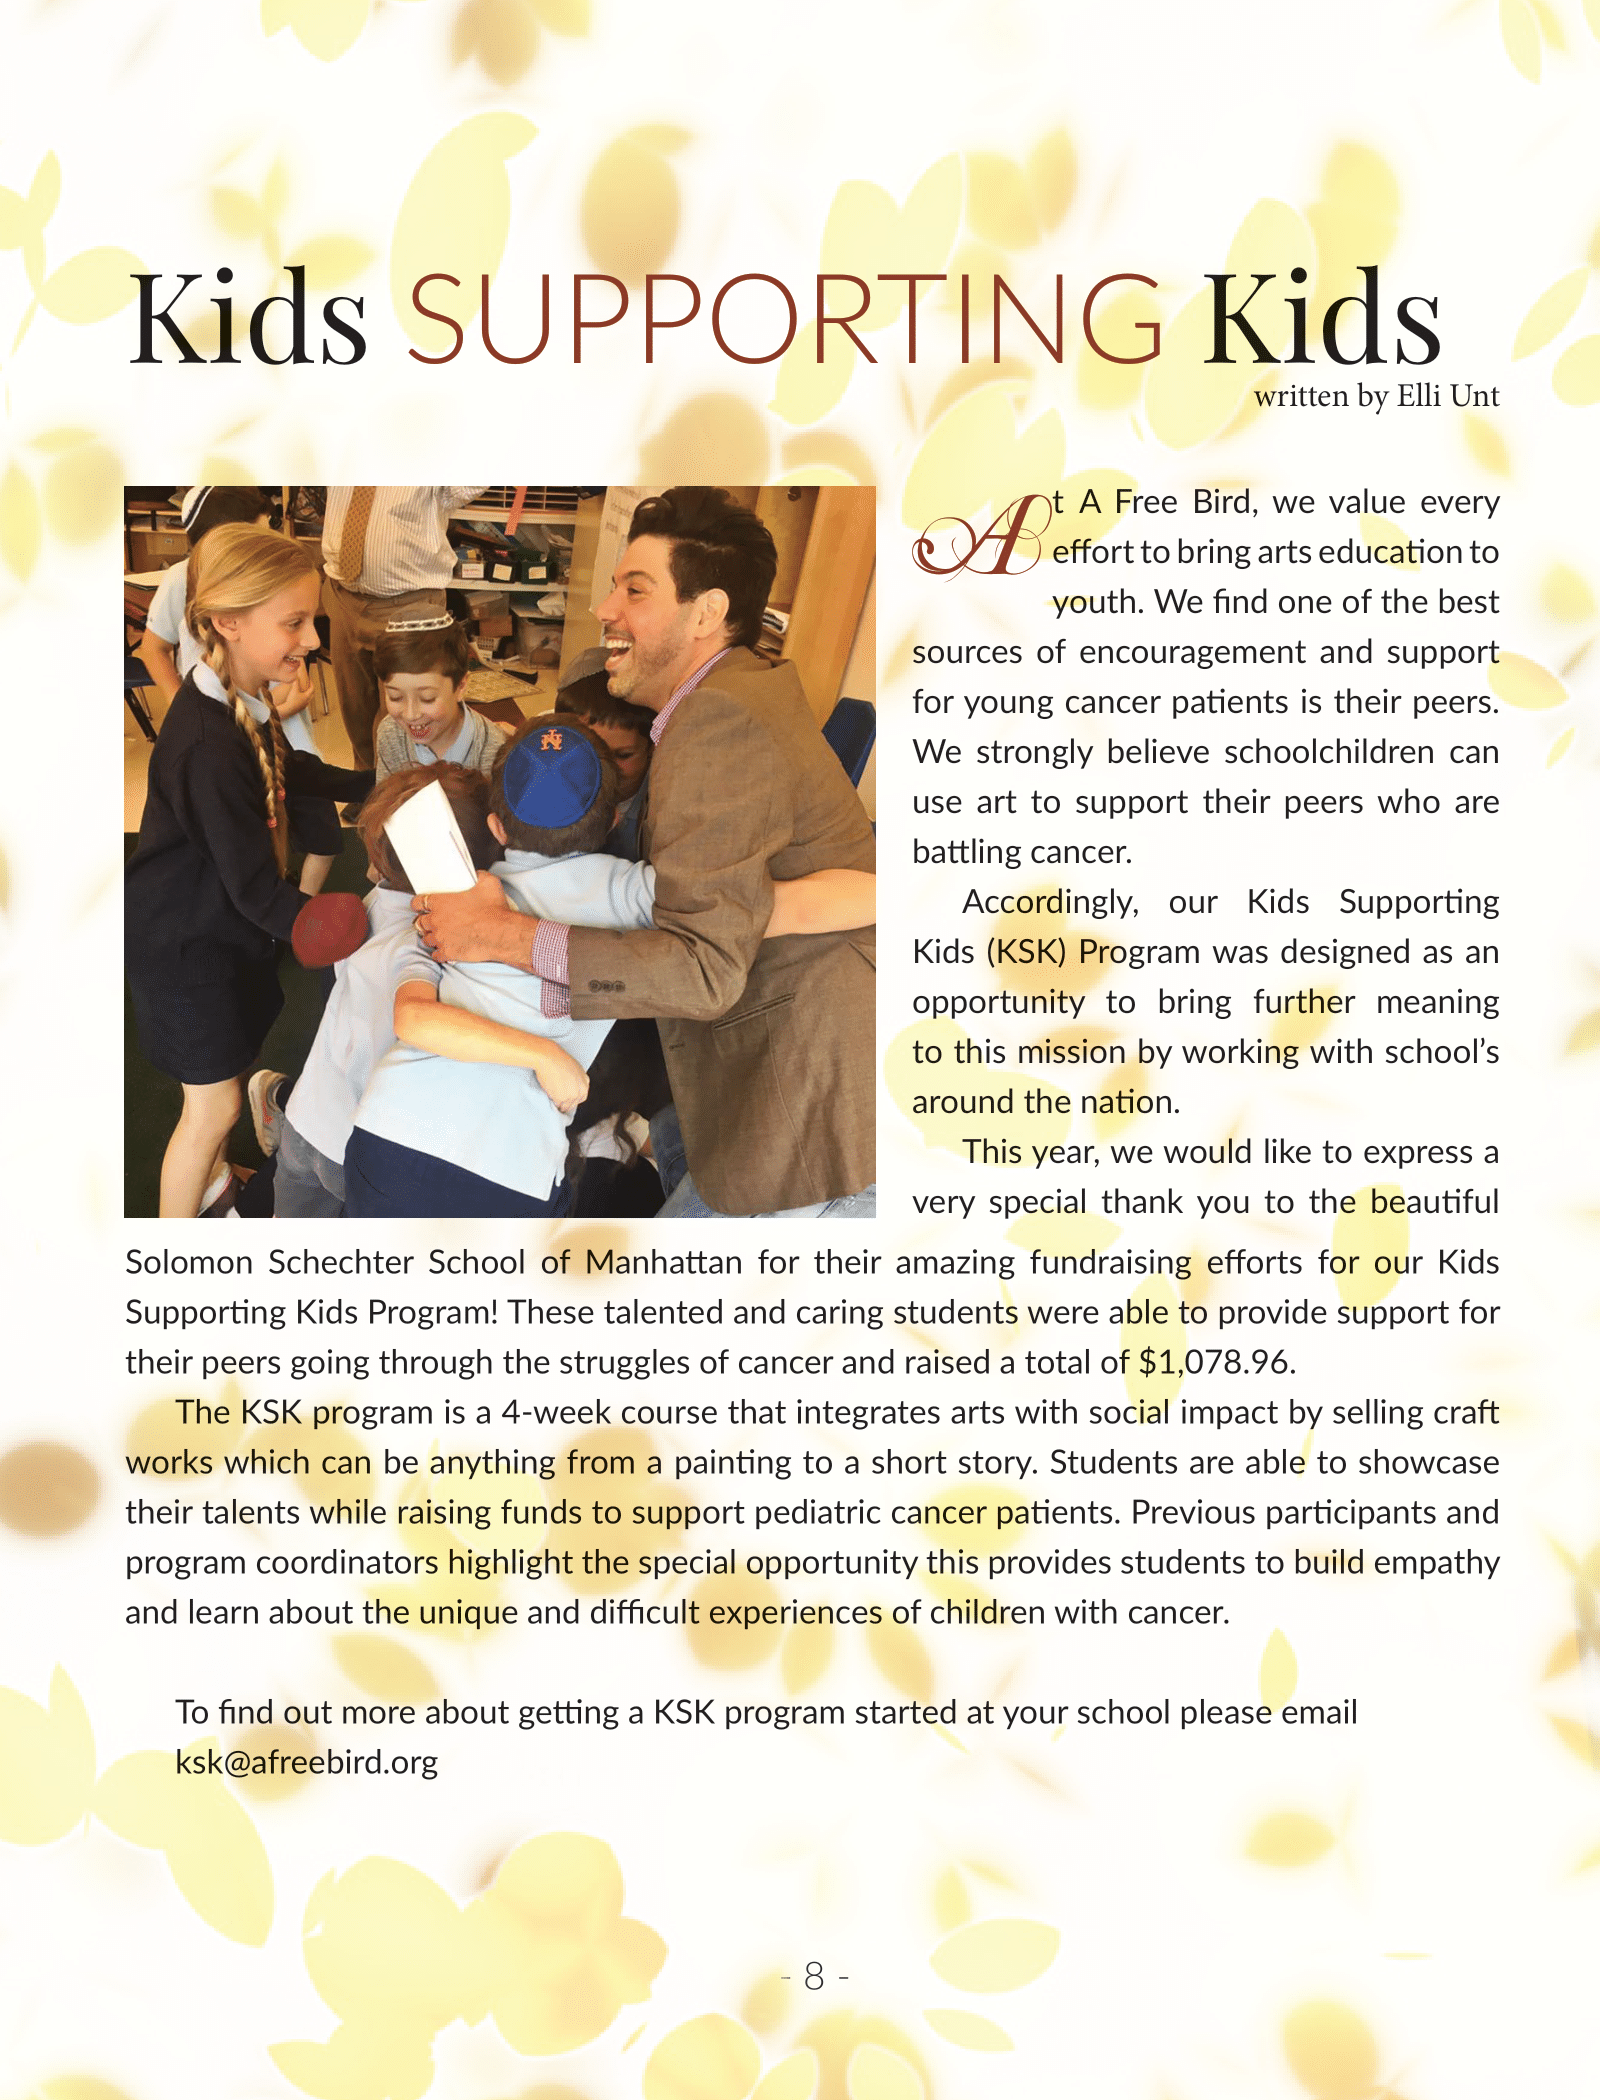 Kids SUPPORTING Kids
written by Elli Unt
At A Free Bird, we value every
effort to bring arts education to
youth. We find one of the best
sources of encouragement and support
for young cancer patients is their peers.
We strongly believe schoolchildren can
use art to support their peers who are
battling cancer.
Accordingly, our Kids Supporting
Kids (KSK) Program was designed as an
opportunity to bring further meaning
to this mission by working with school’s
around the nation.
This year, we would like to express a
very special thank you to the beautiful
Solomon Schechter School of Manhattan for their amazing fundraising efforts for our Kids
Supporting Kids Program! These talented and caring students were able to provide support for
their peers going through the struggles of cancer and raised a total of $1,078.96.
The KSK program is a 4-week course that integrates arts with social impact by selling craft
works which can be anything from a painting to a short story. Students are able to showcase
their talents while raising funds to support pediatric cancer patients. Previous participants and
program coordinators highlight the special opportunity this provides students to build empathy
and learn about the unique and difficult experiences of children with cancer.
To find out more about getting a KSK program started at your school please email
ksk@afreebird.org
- 8 -